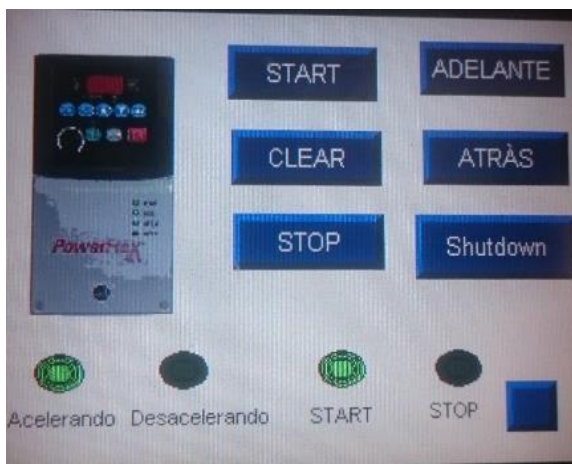 START
ADELANTE
CLEAR
ATRÀS
PowerFlex
STOP
Shutdown
Acelerando
Desacelerando
START
STOP